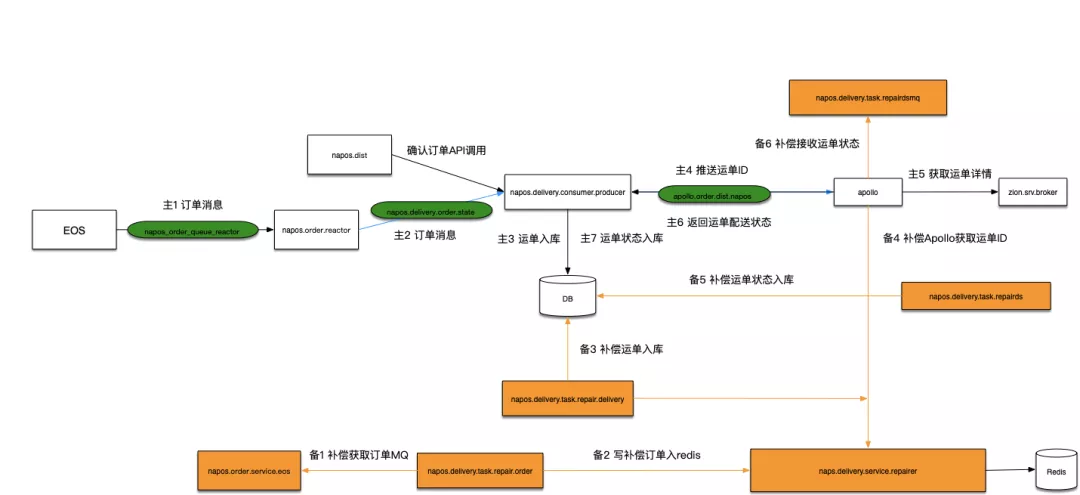 napos.delivery.task.repairdsmq
备6 补偿接收运单状态
napos.dist
确认订单API调用
主4 推送运单ID
napos.delivery.consumer.producer
apollo.order.dist.napos
apollo
主5 获取运单详情
zion.srv.broker
主1 订单消息
napos.delivery.order.state
主6 返回运单配送状态
EOS
napos_order_queue_reactor
napos.order.reactor
主2 订单消息
主3 运单入库
主7 运单状态入库
备4 补偿Apollo获取运单ID
备5 补偿运单状态入库
DB
napos.delivery.task.repairds
备3 补偿运单入库
napos.delivery.task.repair.delivery
备1 补偿获取订单MQ
备2 写补偿订单入redis
napos.order.service.eos
napos.delivery.task.repair.order
naps.delivery.service.repairer
Redis